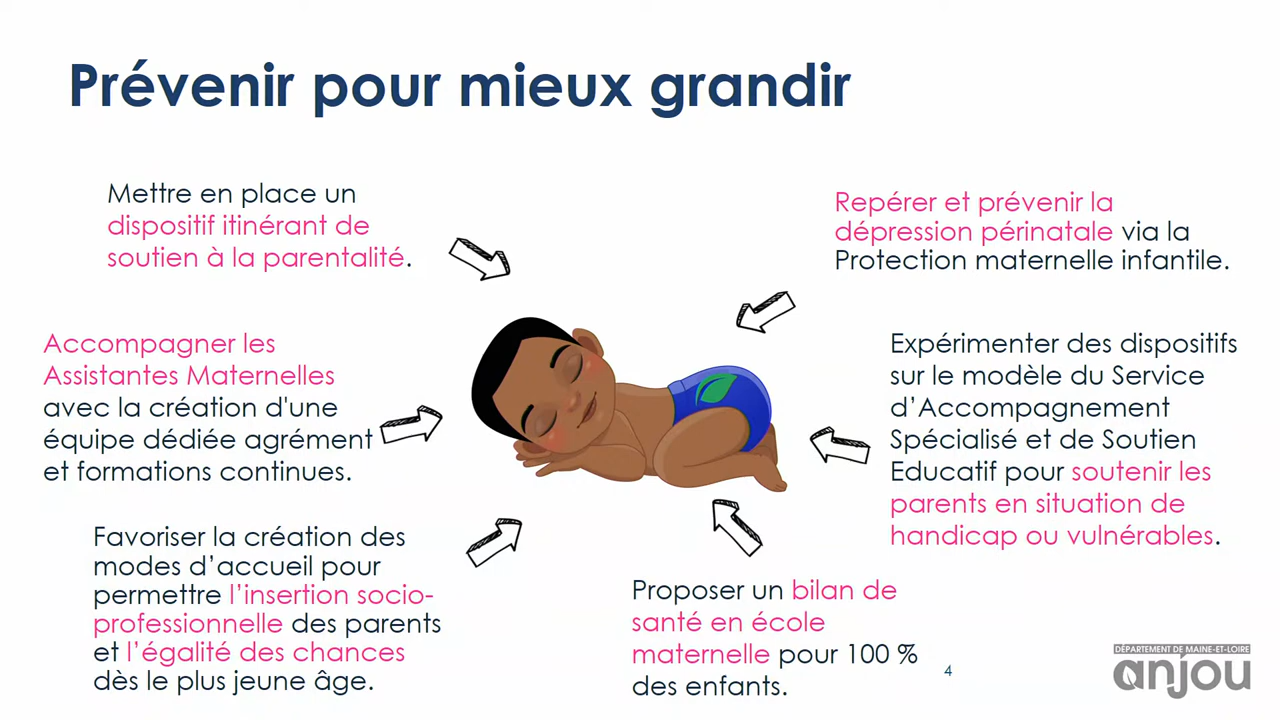 Prévenir pour mieux grandir
Mettre en place un
dispositif itinérant de
soutien à la parentalité.
Repérer et prévenir la
dépression périnatale via la
Protection maternelle infantile.
Accompagner les
Assistantes Maternelles
avec la création d'une
équipe dédiée agrément
et formations continues.
Expérimenter des dispositifs
sur le modèle du Service
d’Accompagnement
Spécialisé et de Soutien
Educatif pour soutenir les
parents en situation de
handicap ou vulnérables.
Favoriser la création des
modes d’accueil pour
permettre l’insertion socio-
professionnelle des parents
et l’égalité des chances
dès le plus jeune âge.
Proposer un bilan de
santé en école
maternelle pour 100 %
des enfants.
4
DÉPARTEMENT DE MAINE-ET-LOIRE
anjou